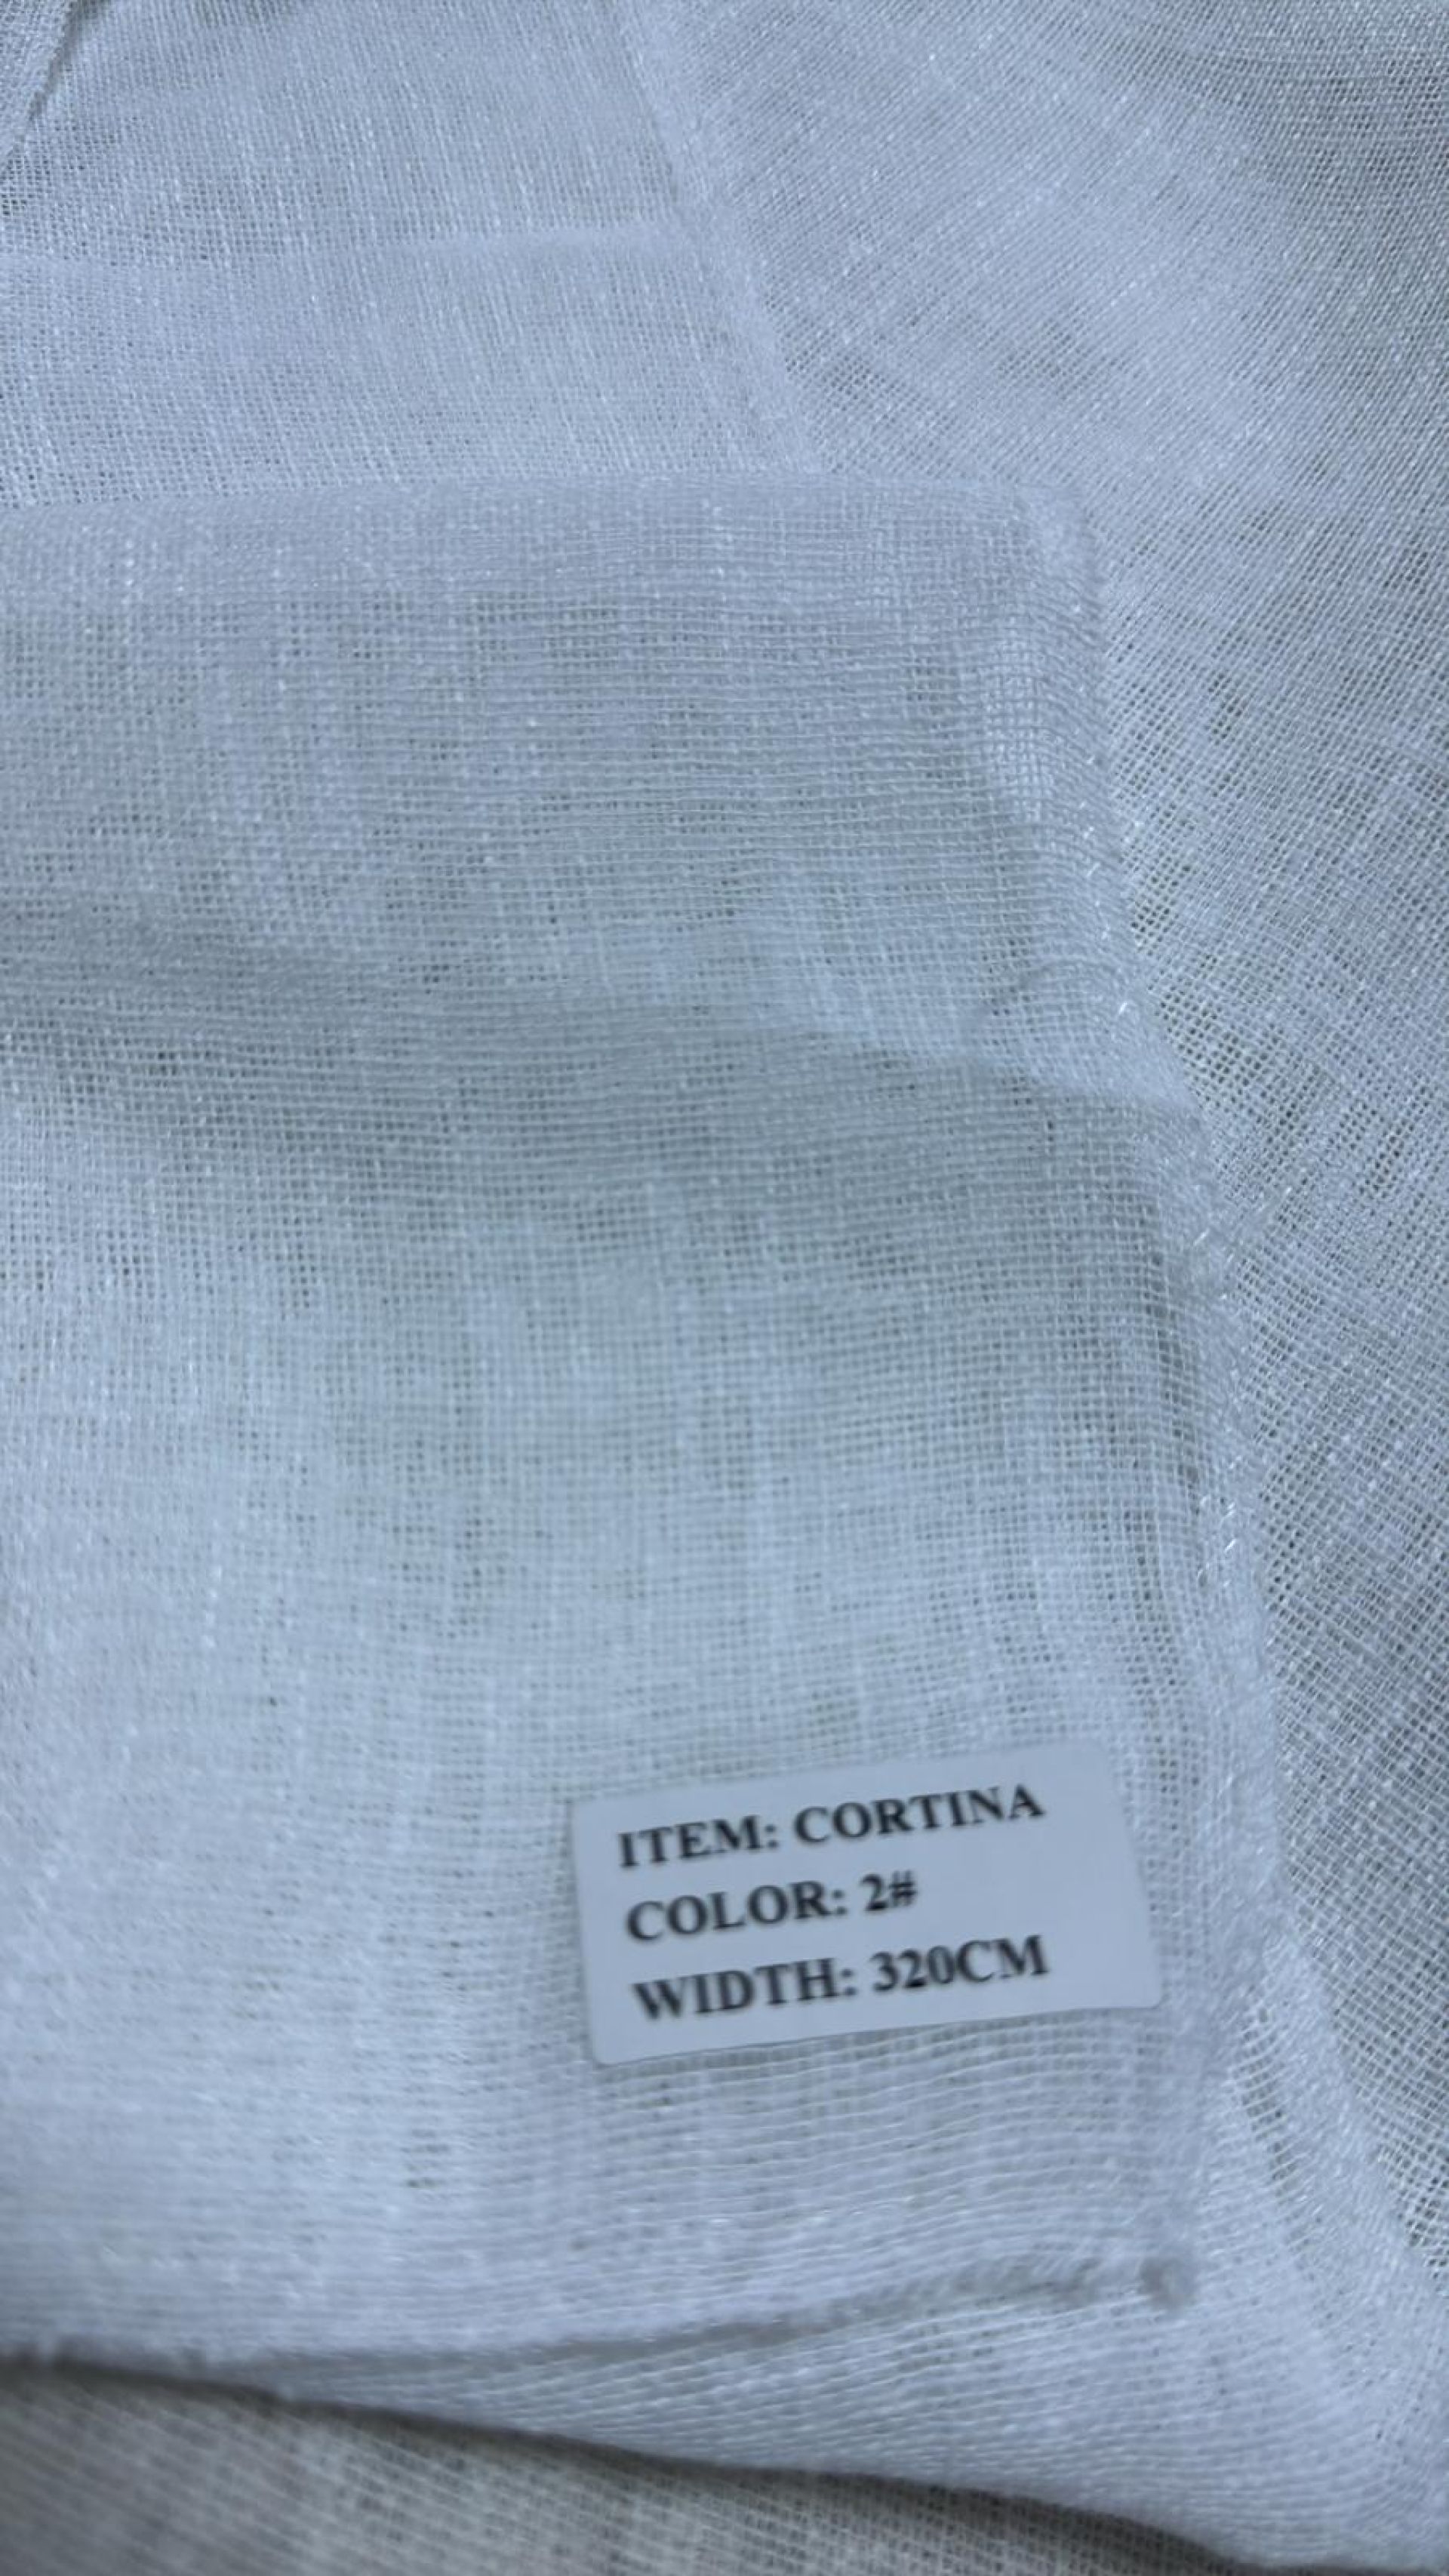 ITEM: CORTINA
COLOR: 2#
WIDTH: 320CM